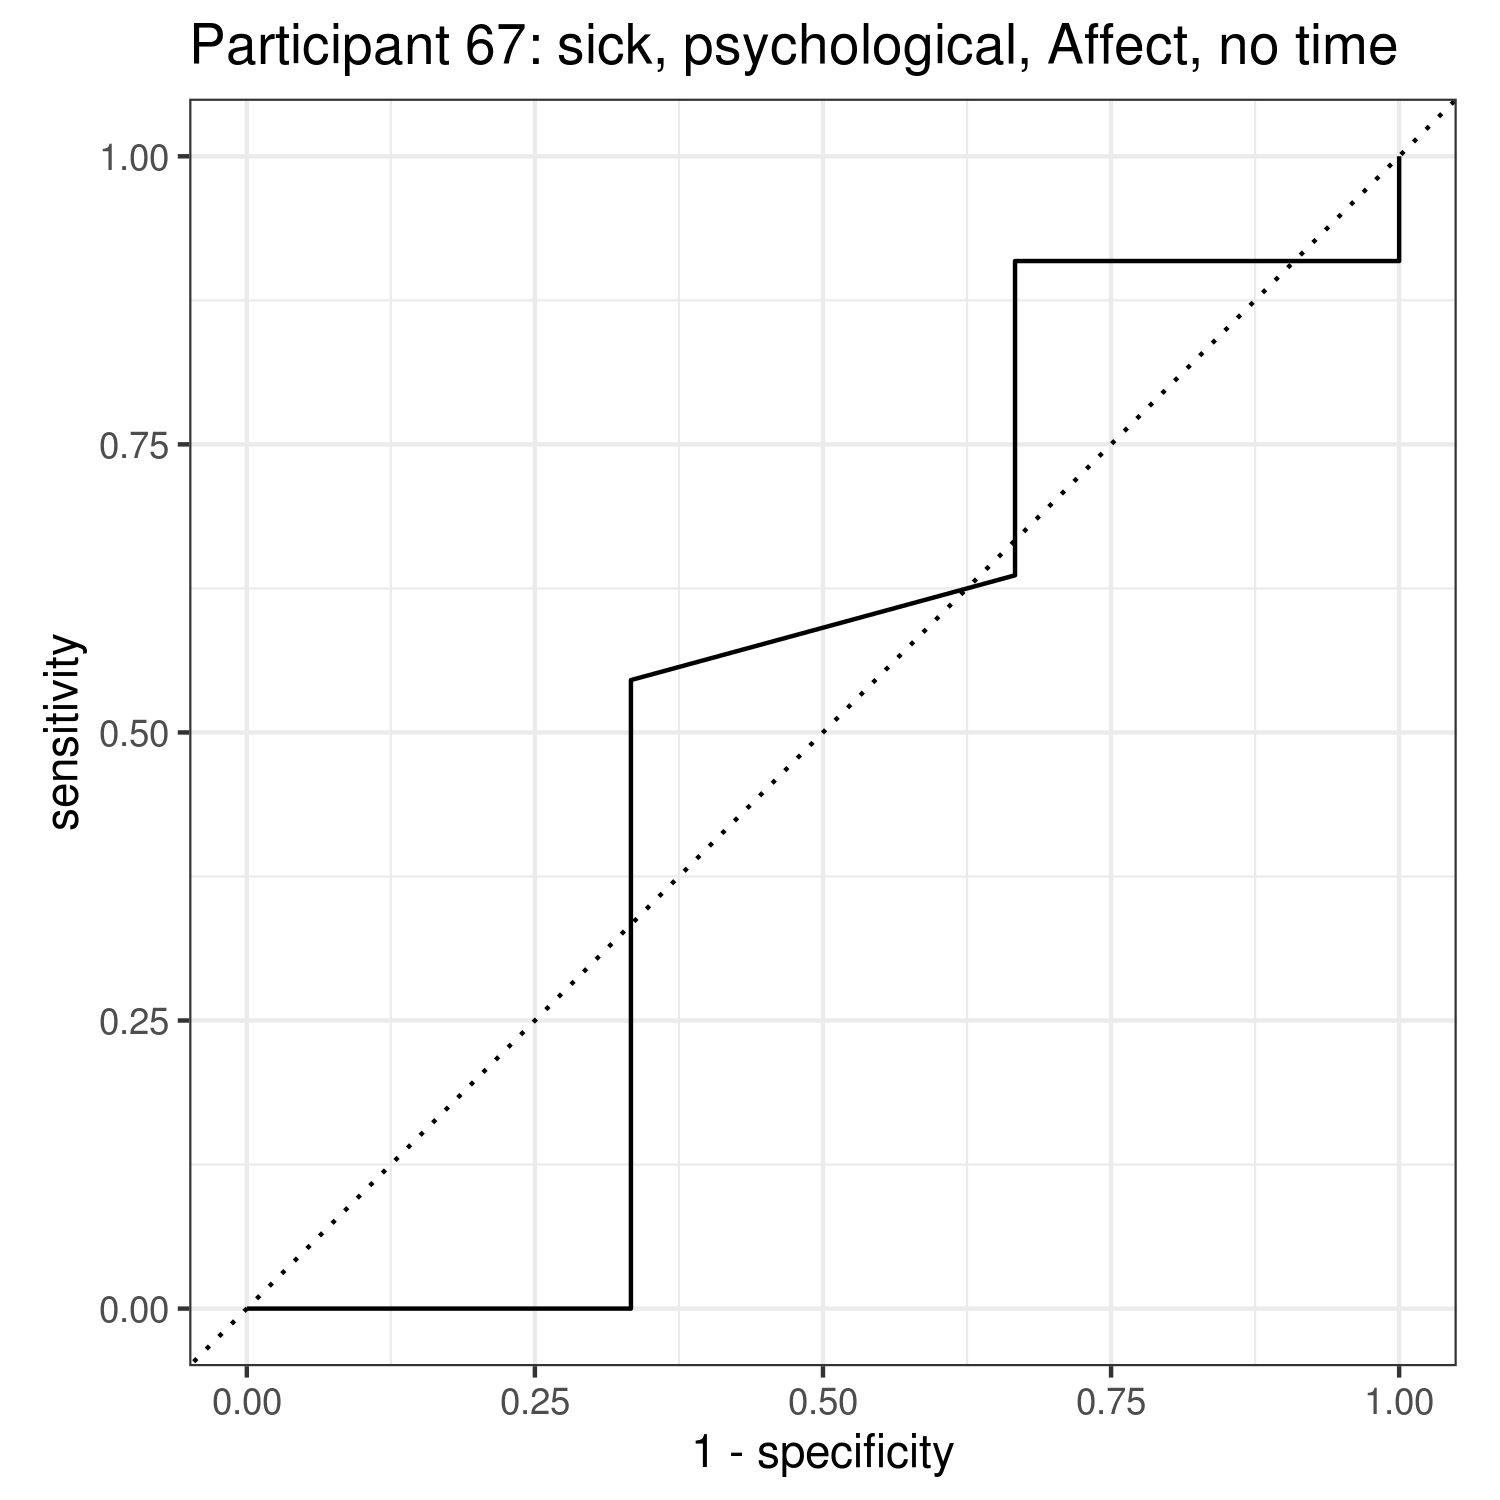 Participant 67: sick, psychological, Affect, no time
1.00
0.75
0.50
0.25
0.00
sensitivity
0.00 0.25 0.50 0.75 1.00
1 - specificity